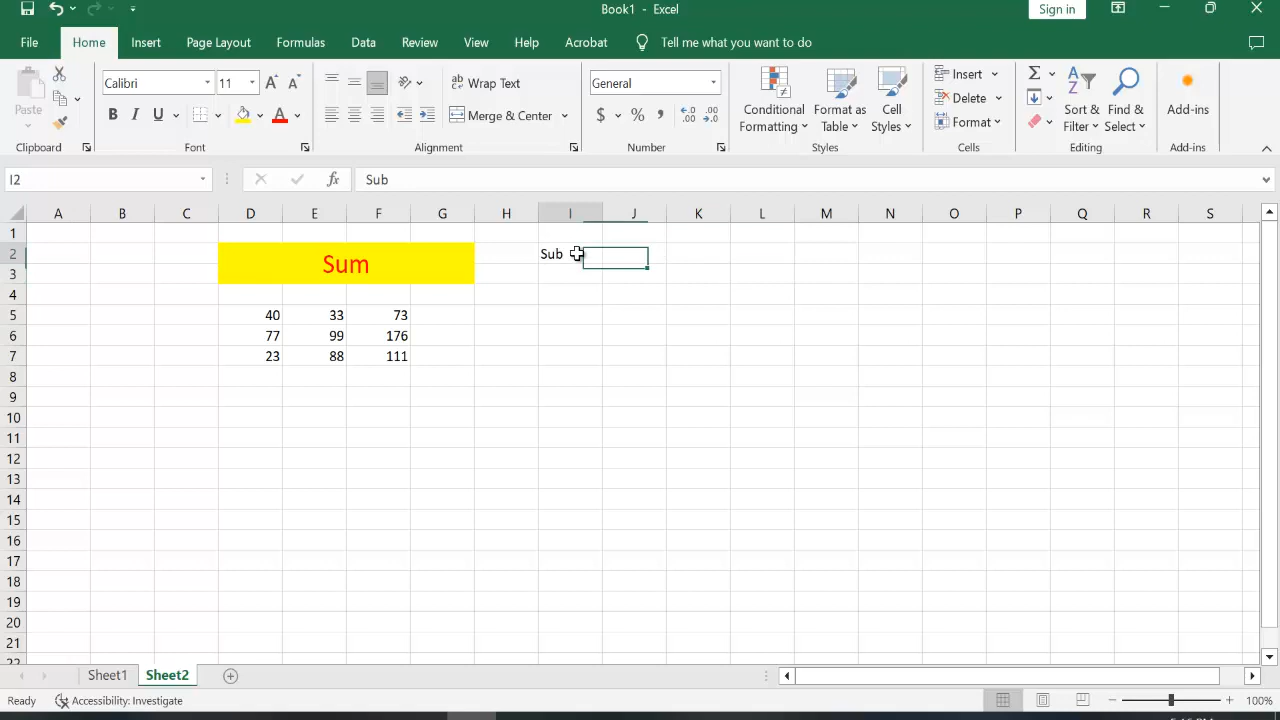 Book1 - Excel
Sign in
File Home Insert Page Layout Formulas Data Review View Help Acrobat Tell me what you want to do
Paste
Clipboard
Calibri 11
B I U
Font
Wrap Text
Merge & Center
Alignment
General
$ % ,
Number
Conditional Formatting
Format as Table
Cell Styles
Styles
Insert
Delete
Format
Cells
Sort & Filter
Find & Select
Editing
Add-ins
Add-ins
I2 fx Sub
A B C D E F G H I J K L M N O P Q R S
1
2 Sum Sub
3
4
5 40 33 73
6 77 99 176
7 23 88 111
8
9
10
11
12
13
14
15
16
17
18
19
20
21
Sheet1 Sheet2
Ready Accessibility: Investigate 100%